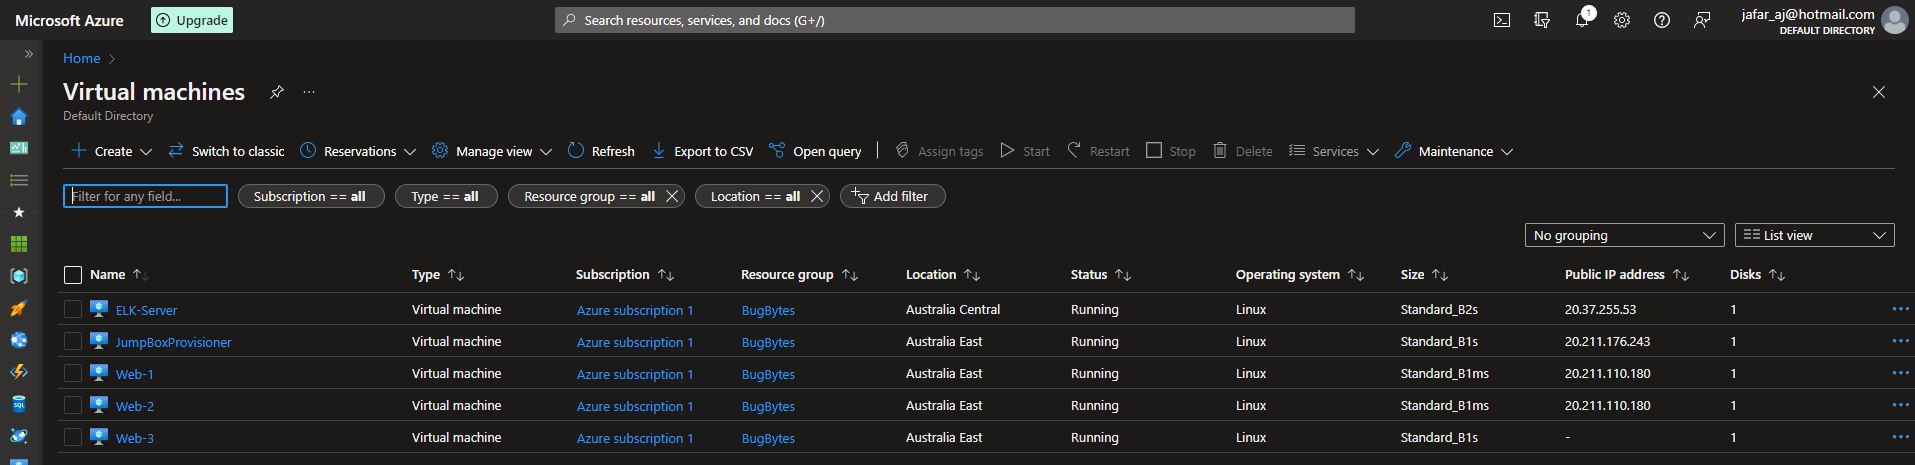 Microsoft Azure Upgrade Search resources, services, and docs (G+/) 1 jafar_aj@hotmail.com
DEFAULT DIRECTORY
Home
Virtual machines
Default Directory
Create Switch to classic Reservations Manage view Refresh Export to CSV Open query Assign tags Start Restart Stop Delete Services Maintenance
Filter for any field... Subscription == all Type == all Resource group == all Location == all Add filter
No grouping List view
Name Type Subscription Resource group Location Status Operating system Size Public IP address Disks
ELK-Server Virtual machine Azure subscription 1 BugBytes Australia Central Running Linux Standard_B2s 20.37.255.53 1
JumpBoxProvisioner Virtual machine Azure subscription 1 BugBytes Australia East Running Linux Standard_B1s 20.211.176.243 1
Web-1 Virtual machine Azure subscription 1 BugBytes Australia East Running Linux Standard_B1ms 20.211.110.180 1
Web-2 Virtual machine Azure subscription 1 BugBytes Australia East Running Linux Standard_B1ms 20.211.110.180 1
Web-3 Virtual machine Azure subscription 1 BugBytes Australia East Running Linux Standard_B1s - 1
SQL